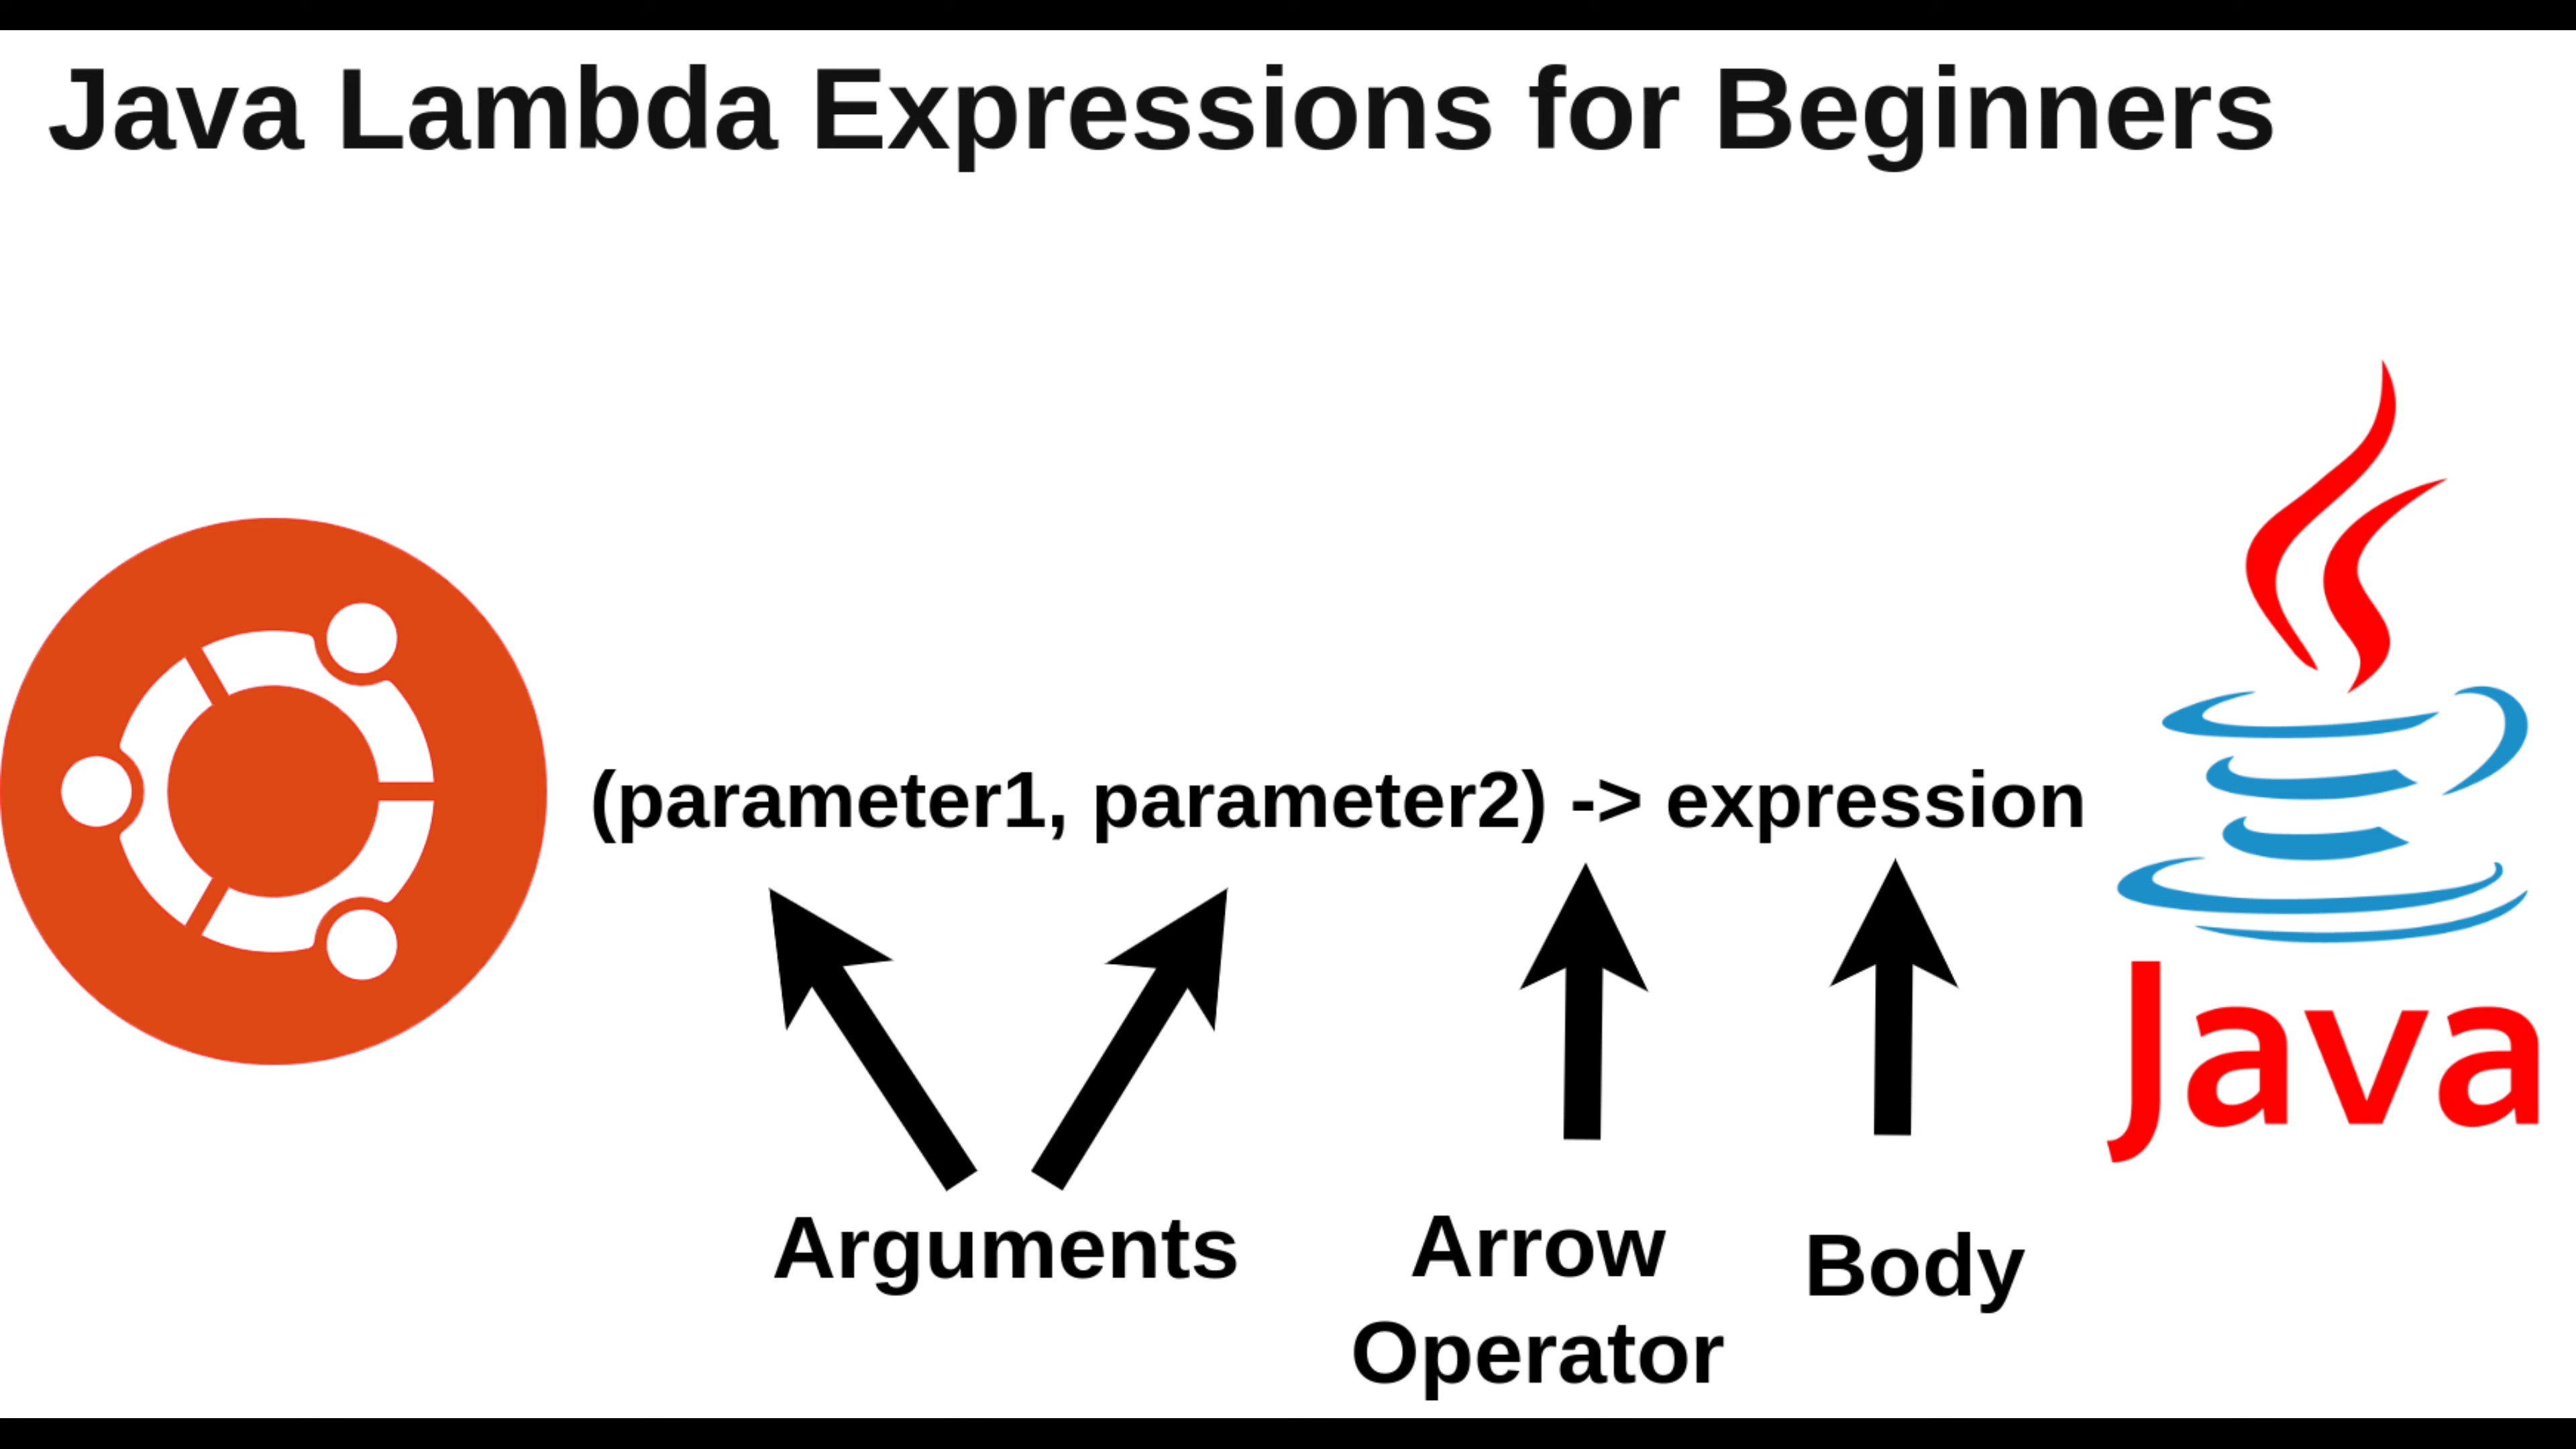 Java Lambda Expressions for Beginners
(parameter1, parameter2) -> expression
Java
Arguments
Arrow
Operator
Body